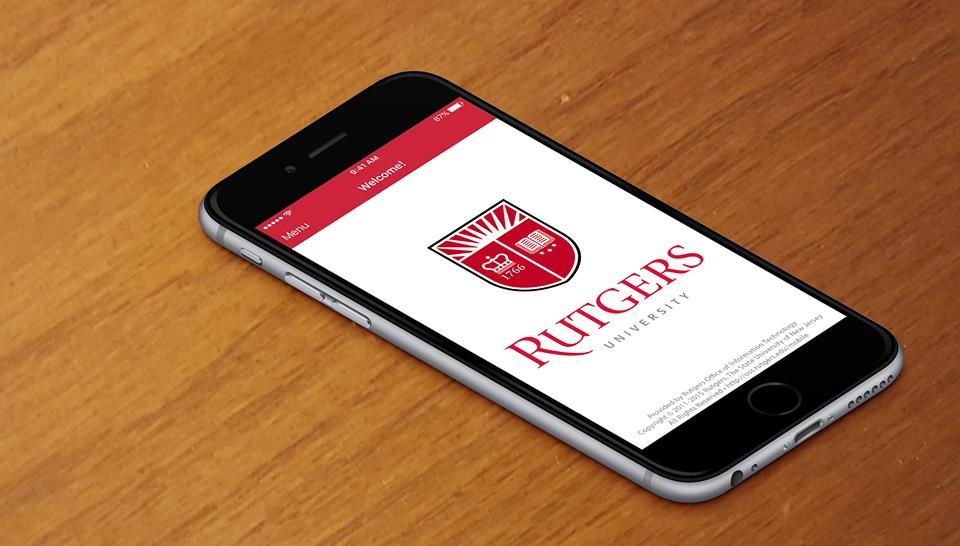 9:41 AM
87%
Menu
Welcome!
1766
RUTGERS
UNIVERSITY
Provided by Rutgers Office of Information Technology
Copyright © 2011-2015 Rutgers, The State University of New Jersey
All Rights Reserved • http://oss.rutgers.edu/mobile